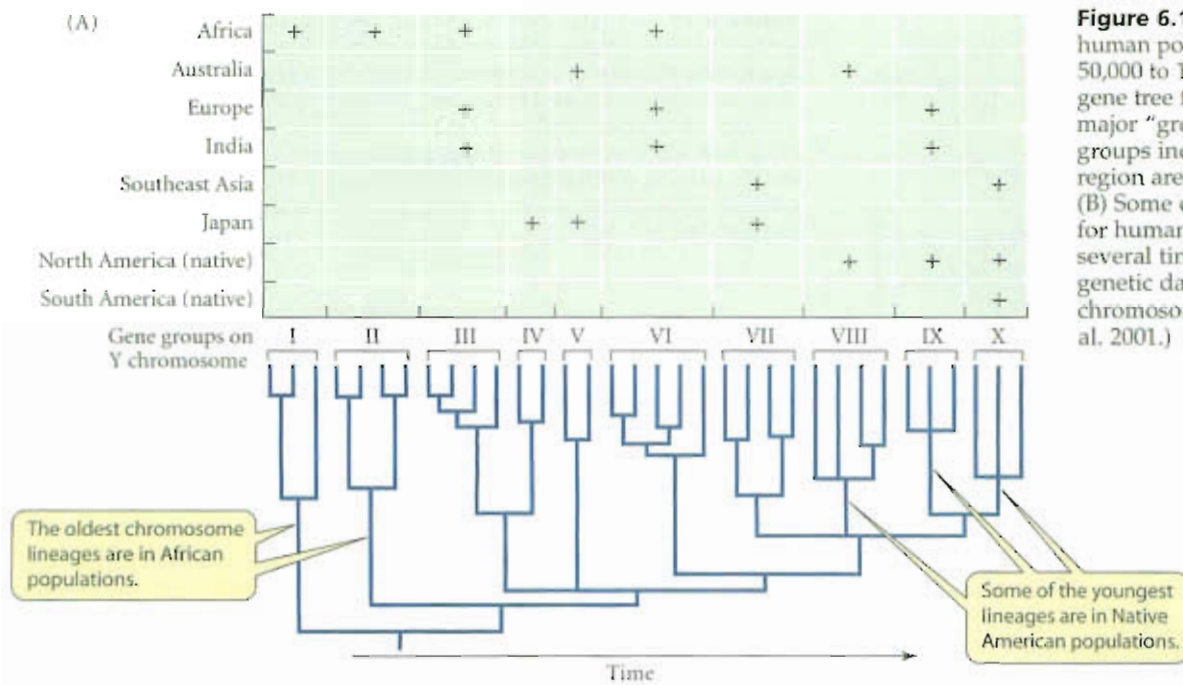 (A)
Africa + + + +
Australia + +
Europe + + +
India + + +
Southeast Asia + +
Japan + + +
North America (native) + + +
South America (native) +
Gene groups on
Y chromosome
I II III IV V VI VII VIII IX X
The oldest chromosome
lineages are in African
populations.
Some of the youngest
lineages are in Native
American populations.
Time
Figure 6.1
human po
50,000 to 1
gene tree f
major "gro
groups inc
region are
(B) Some
for human
several tin
genetic da
chromoso
al. 2001.)